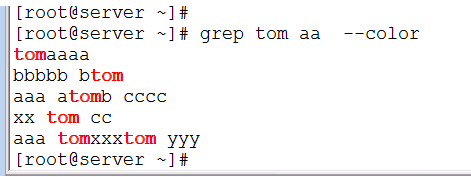 [root@server ~]#
[root@server ~]# grep tom aa  --color
tomaaaa
bbbbb btom
aaa atomb cccc
xx tom cc
aaa tomxxxtom yyy
[root@server ~]#